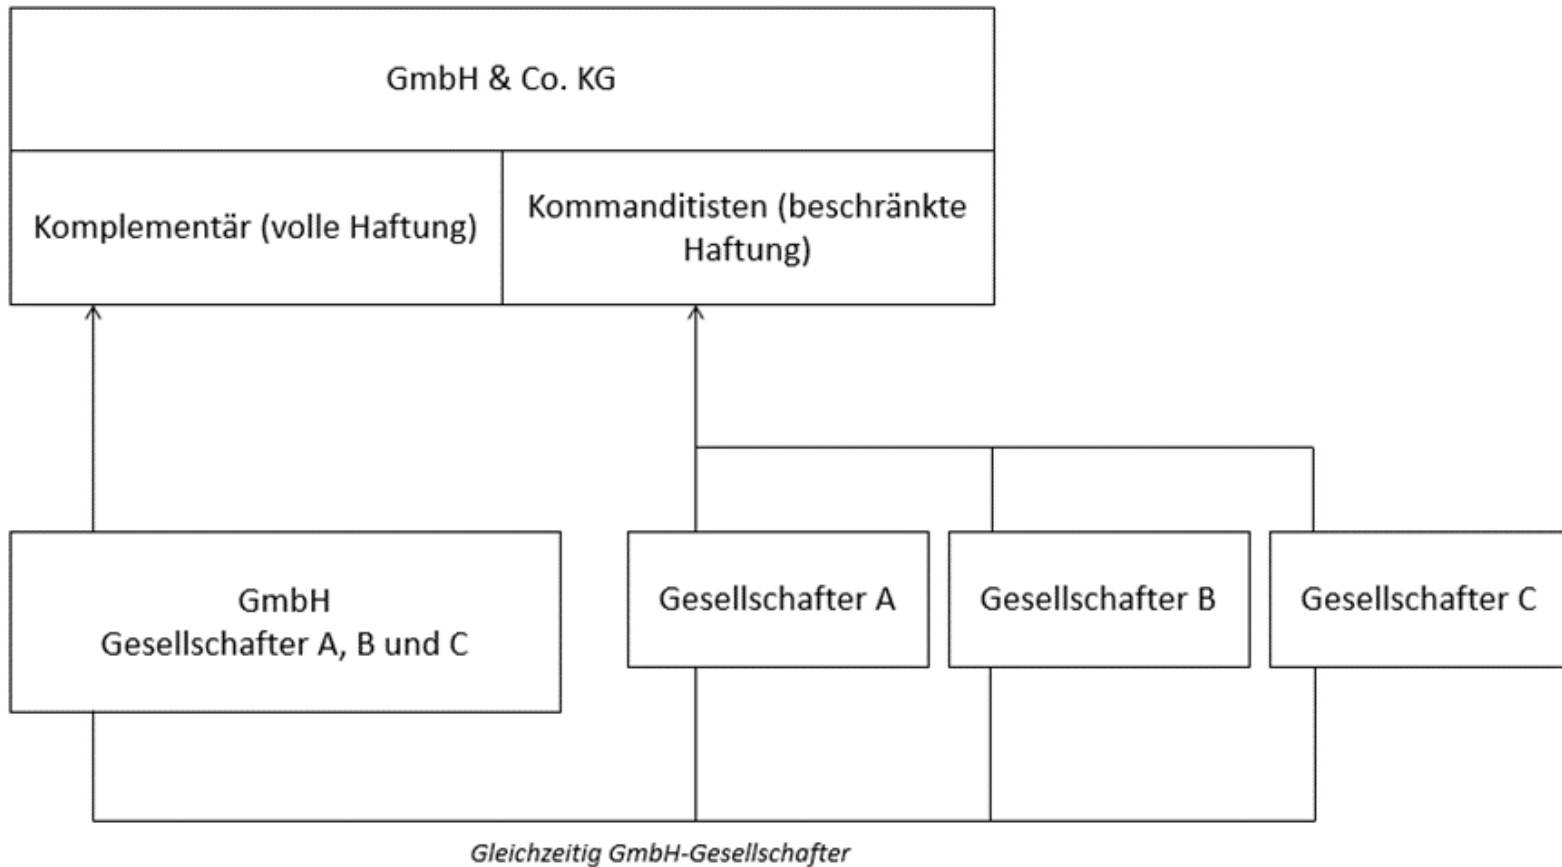 GmbH & Co. KG
Komplementär (volle Haftung)
Kommanditisten (beschränkte
Haftung)
GmbH
Gesellschafter A, B und C
Gesellschafter A
Gesellschafter B
Gesellschafter C
Gleichzeitig GmbH-Gesellschafter